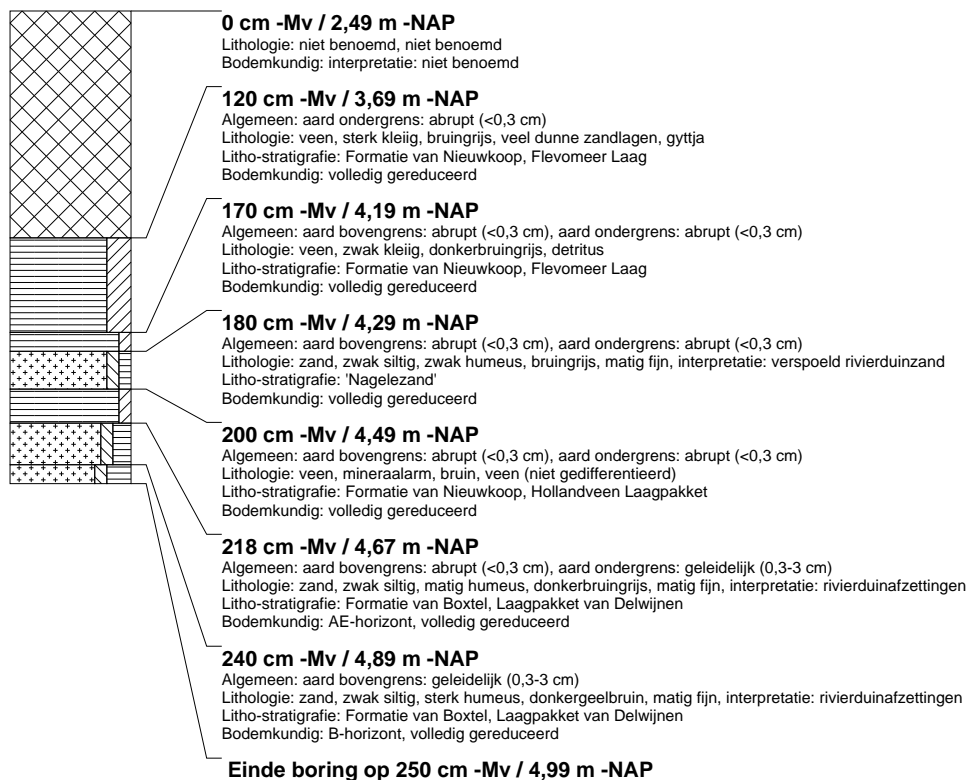 0 cm -Mv / 2,49 m -NAP
Lithologie: niet benoemd, niet benoemd
Bodemkundig: interpretatie: niet benoemd
120 cm -Mv / 3,69 m -NAP
Algemeen: aard ondergrens: abrupt (<0,3 cm)
Lithologie: veen, sterk kleiig, bruingrijs, veel dunne zandlagen, gyttja
Litho-stratigrafie: Formatie van Nieuwkoop, Flevomeer Laag
Bodemkundig: volledig gereduceerd
170 cm -Mv / 4,19 m -NAP
Algemeen: aard bovengrens: abrupt (<0,3 cm), aard ondergrens: abrupt (<0,3 cm)
Lithologie: veen, zwak kleiig, donkerbruingrijs, detritus
Litho-stratigrafie: Formatie van Nieuwkoop, Flevomeer Laag
Bodemkundig: volledig gereduceerd
180 cm -Mv / 4,29 m -NAP
Algemeen: aard bovengrens: abrupt (<0,3 cm), aard ondergrens: abrupt (<0,3 cm)
Lithologie: zand, zwak siltig, zwak humeus, bruingrijs, matig fijn, interpretatie: verspoeld rivierduinzand
Litho-stratigrafie: 'Nagelezand'
Bodemkundig: volledig gereduceerd
200 cm -Mv / 4,49 m -NAP
Algemeen: aard bovengrens: abrupt (<0,3 cm), aard ondergrens: abrupt (<0,3 cm)
Lithologie: veen, mineraalarm, bruin, veen (niet gedifferentieerd)
Litho-stratigrafie: Formatie van Nieuwkoop, Hollandveen Laagpakket
Bodemkundig: volledig gereduceerd
218 cm -Mv / 4,67 m -NAP
Algemeen: aard bovengrens: abrupt (<0,3 cm), aard ondergrens: geleidelijk (0,3-3 cm)
Lithologie: zand, zwak siltig, matig humeus, donkerbruingrijs, matig fijn, interpretatie: rivierduinafzettingen
Litho-stratigrafie: Formatie van Boxtel, Laagpakket van Delwijnen
Bodemkundig: AE-horizont, volledig gereduceerd
240 cm -Mv / 4,89 m -NAP
Algemeen: aard bovengrens: geleidelijk (0,3-3 cm)
Lithologie: zand, zwak siltig, sterk humeus, donkergeelbruin, matig fijn, interpretatie: rivierduinafzettingen
Litho-stratigrafie: Formatie van Boxtel, Laagpakket van Delwijnen
Bodemkundig: B-horizont, volledig gereduceerd
Einde boring op 250 cm -Mv / 4,99 m -NAP